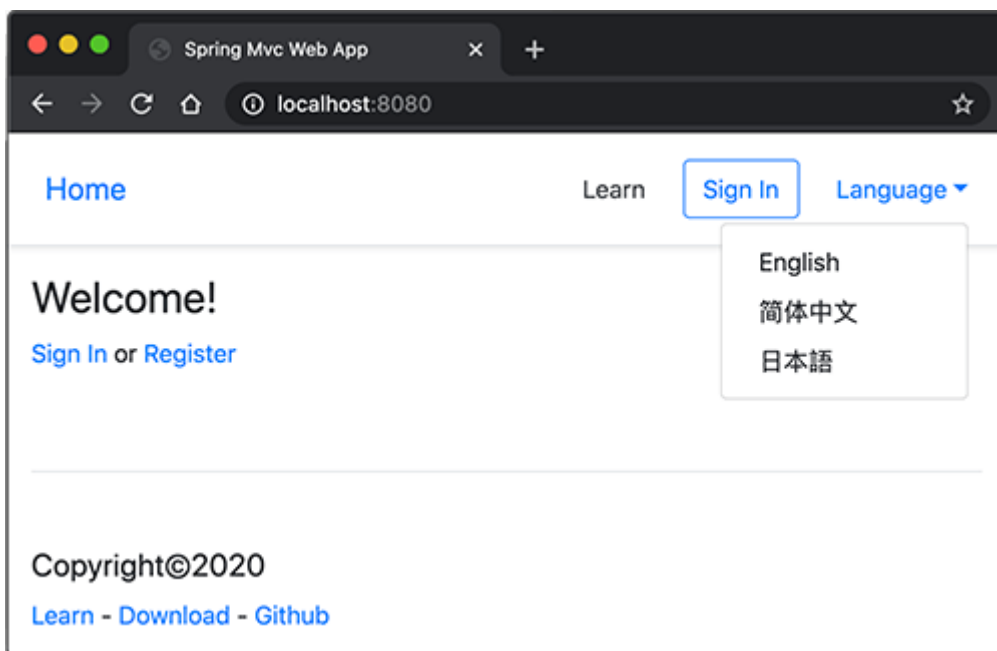 Spring Mvc Web App
localhost:8080
Home Learn Sign In Language
English
简体中文
日本語
Welcome!
Sign In or Register
Copyright©2020
Learn - Download - Github